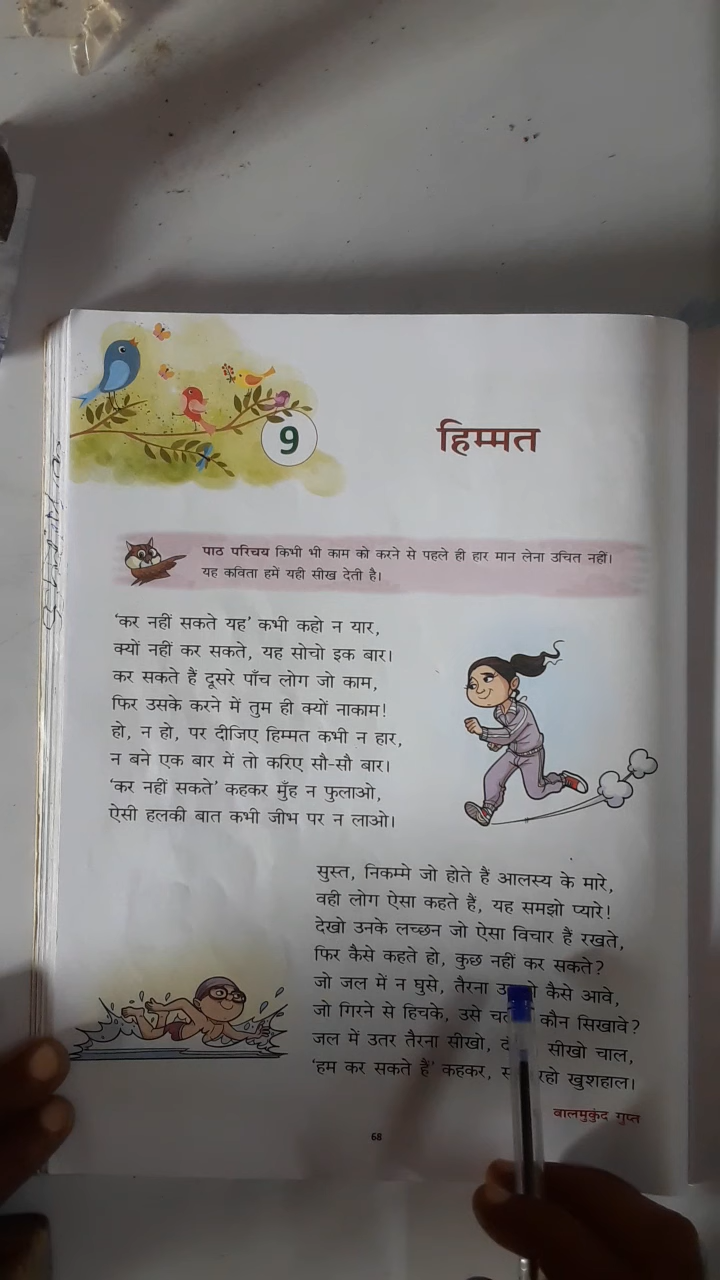 9
हिम्मत
पाठ परिचय किभी भी काम को करने से पहले ही हार मान लेना उचित नहीं।
यह कविता हमें यही सीख देती है।
'कर नहीं सकते यह' कभी कहो न यार,
क्यों नहीं कर सकते, यह सोचो इक बार।
कर सकते हैं दूसरे पाँच लोग जो काम,
फिर उसके करने में तुम ही क्यों नाकाम!
हो, न हो, पर दीजिए हिम्मत कभी न हार,
न बने एक बार में तो करिए सौ-सौ बार।
'कर नहीं सकते' कहकर मुँह न फुलाओ,
ऐसी हलकी बात कभी जीभ पर न लाओ।
सुस्त, निकम्मे जो होते हैं आलस्य के मारे,
वही लोग ऐसा कहते हैं, यह समझो प्यारे!
देखो उनके लच्छन जो ऐसा विचार हैं रखते,
फिर कैसे कहते हो, कुछ नहीं कर सकते?
जो जल में न घुसे, तैरना कैसे आवे,
जो गिरने से हिचके, उसे कौन सिखावे?
जल में उतर तैरना सीखो, सीखो चाल,
'हम कर सकते हैं' कहकर, रहो खुशहाल।
बालमुकुंद गुप्त
68